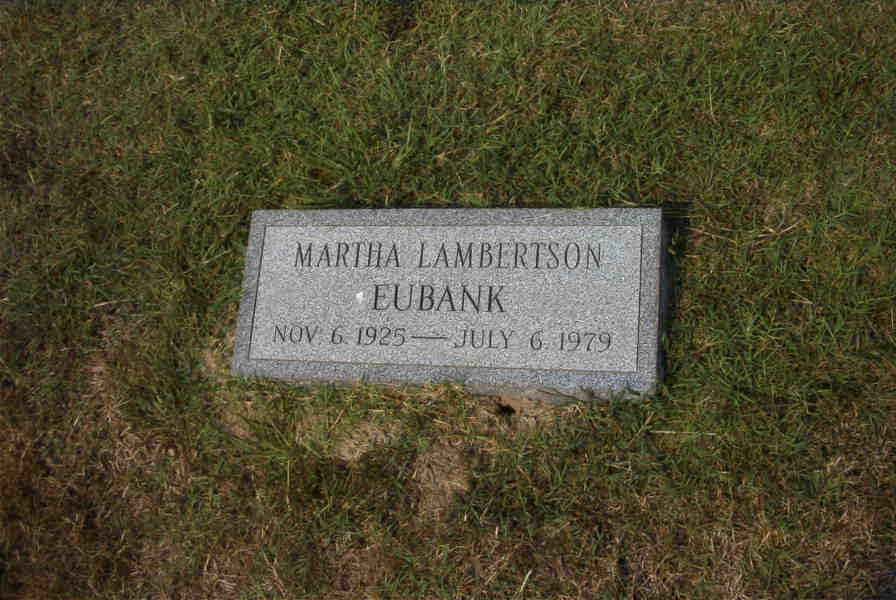 MARTHA LAMBERTSON
EUBANK
NOV. 6. 1925 — JULY 6. 1979